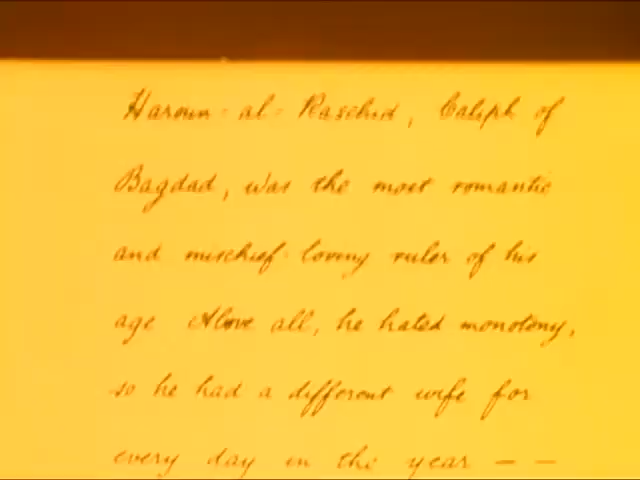 Haroun-al-Raschid, Caliph of
Bagdad, was the most romantic
and mischief-loving ruler of his
age Above all, he hated monotony,
so he had a different wife for
every day in the year — —